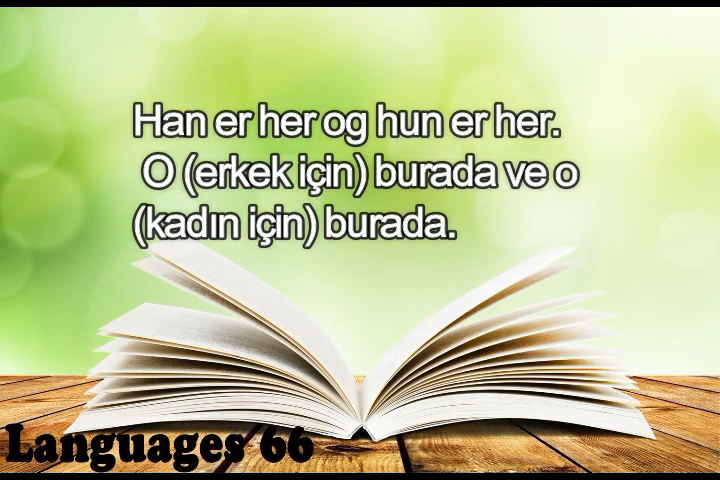 Han er her og hun er her.
O (erkek için) burada ve o
(kadın için) burada.
Languages 66